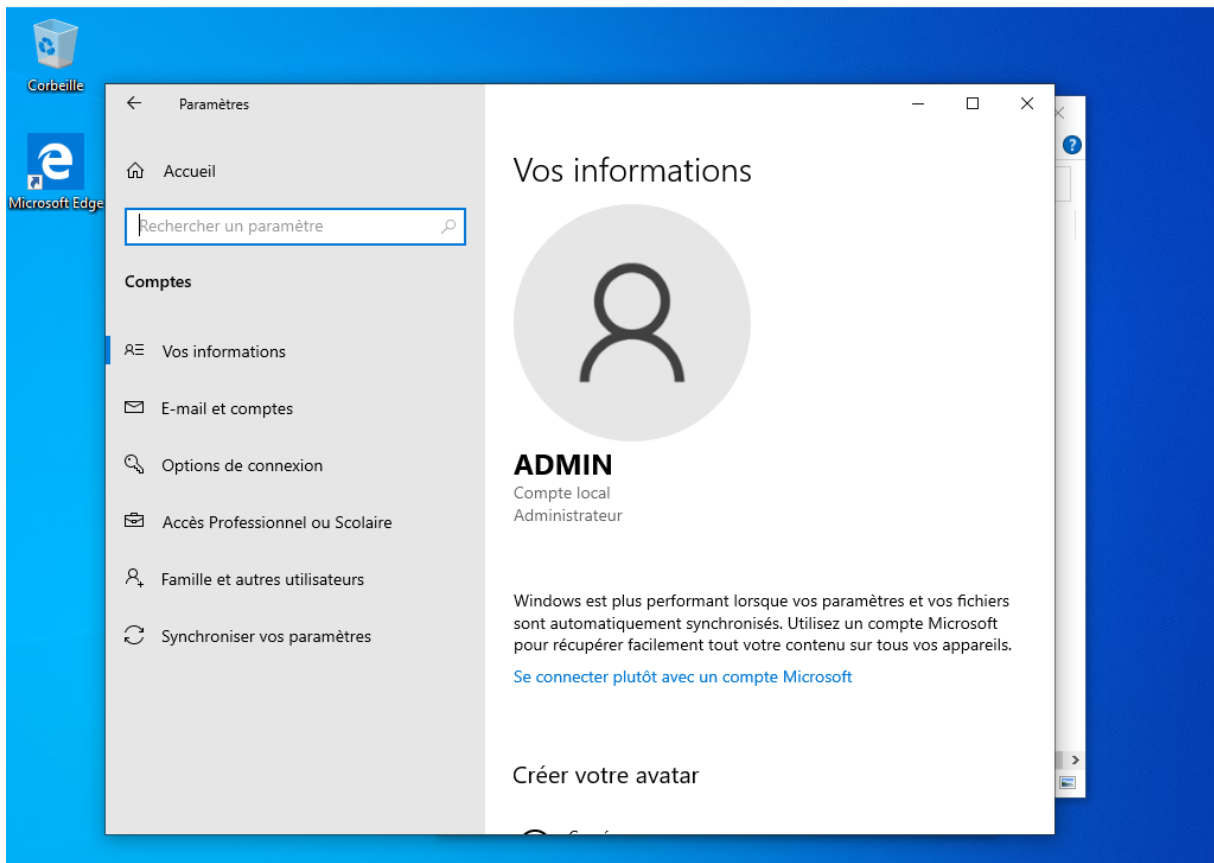 Corbeille
Microsoft Edge
Paramètres
Accueil
Rechercher un paramètre
Comptes
Vos informations
E-mail et comptes
Options de connexion
Accès Professionnel ou Scolaire
Famille et autres utilisateurs
Synchroniser vos paramètres
Vos informations
ADMIN
Compte local
Administrateur
Windows est plus performant lorsque vos paramètres et vos fichiers
sont automatiquement synchronisés. Utilisez un compte Microsoft
pour récupérer facilement tout votre contenu sur tous vos appareils.
Se connecter plutôt avec un compte Microsoft
Créer votre avatar